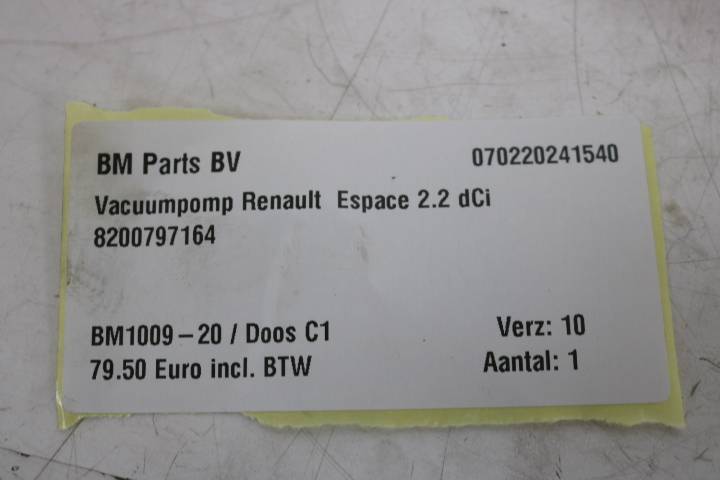 BM Parts BV 070220241540
Vacuumpomp Renault Espace 2.2 dCi
8200797164
BM1009-20 / Doos C1 Verz: 10
79.50 Euro incl. BTW Aantal: 1